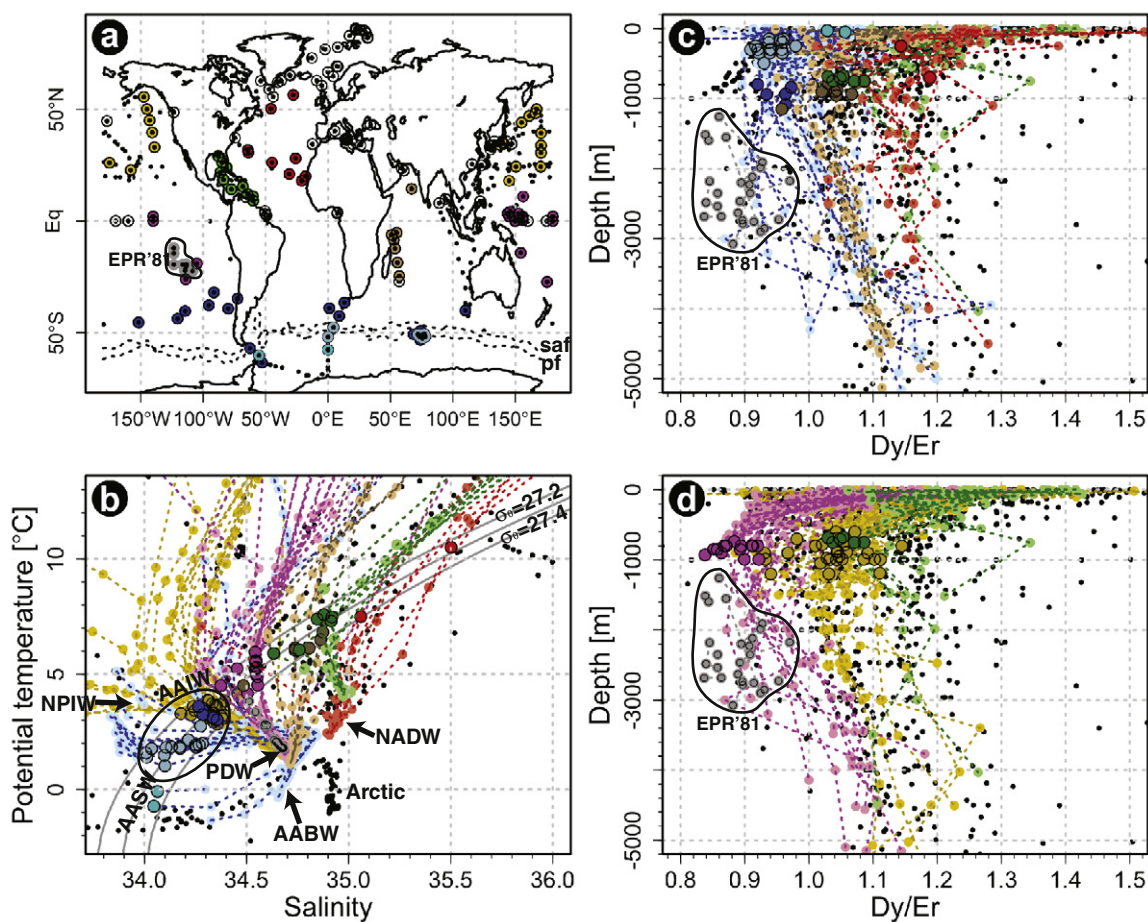 a
50°N
Eq
50°S
EPR'81
saf
pf
150°W 100°W 50°W 0°E 50°E 100°E 150°E
b
Potential temperature [°C]
10
5
0
σθ=27.2
σθ=27.4
NPIW
AAIW
AASW
PDW
NADW
AABW
Arctic
34.0 34.5 35.0 35.5 36.0
Salinity
c
Depth [m]
0
-1000
-3000
-5000
EPR'81
0.8 0.9 1.0 1.1 1.2 1.3 1.4 1.5
Dy/Er
d
Depth [m]
0
-1000
-3000
-5000
EPR'81
0.8 0.9 1.0 1.1 1.2 1.3 1.4 1.5
Dy/Er